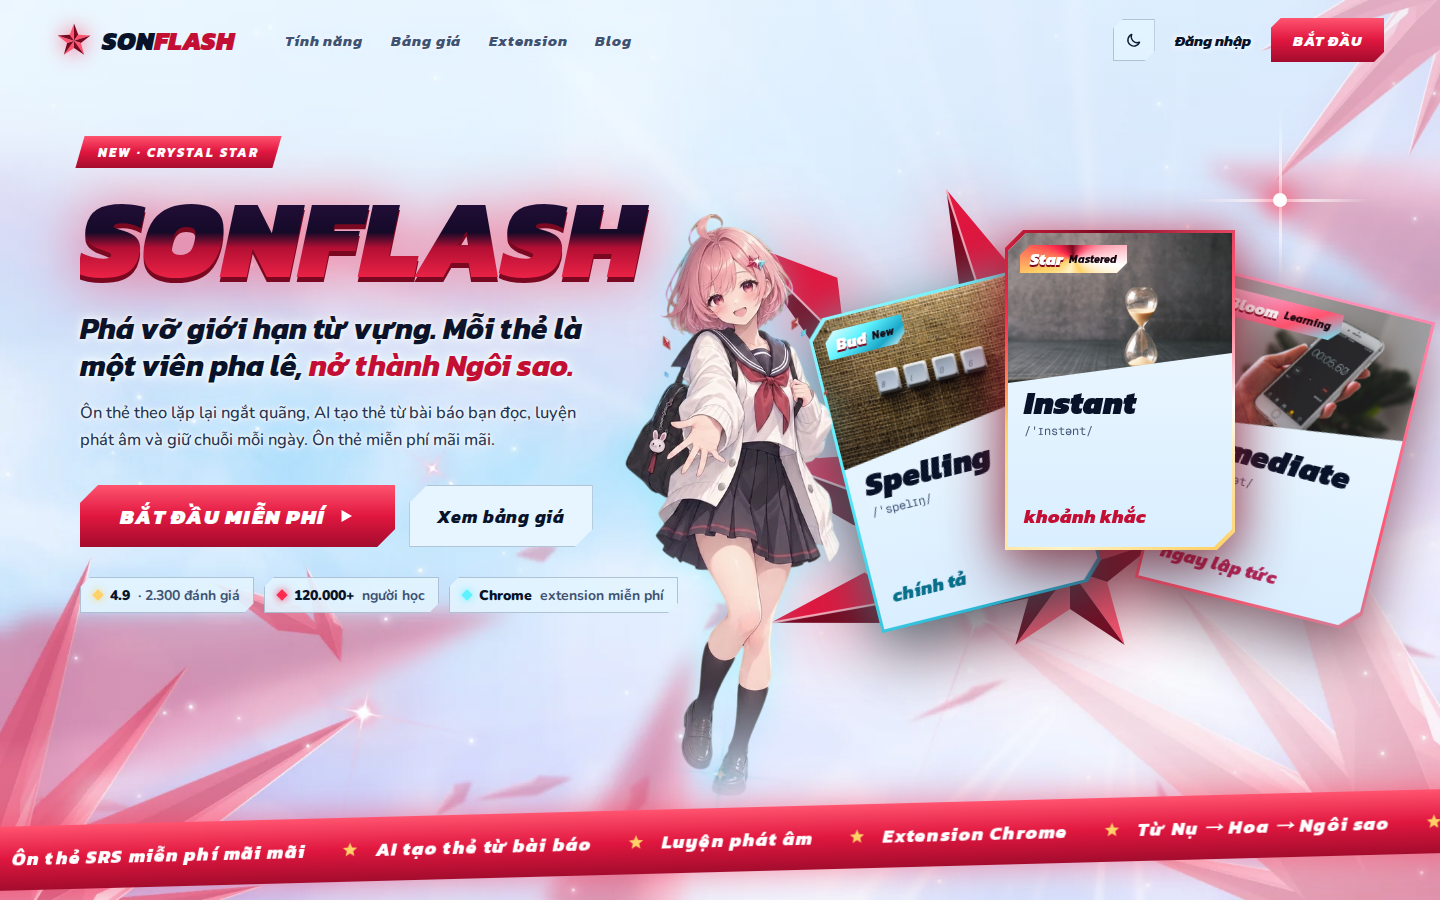 SONFLASH
Tính năng
Bảng giá
Extension
Blog
Đăng nhập
BẮT ĐẦU
NEW · CRYSTAL STAR
SONFLASH
Phá vỡ giới hạn từ vựng. Mỗi thẻ là
một viên pha lê, nở thành Ngôi sao.
Ôn thẻ theo lặp lại ngắt quãng, AI tạo thẻ từ bài báo bạn đọc, luyện
phát âm và giữ chuỗi mỗi ngày. Ôn thẻ miễn phí mãi mãi.
BẮT ĐẦU MIỄN PHÍ
Xem bảng giá
4.9 · 2.300 đánh giá
120.000+ người học
Chrome extension miễn phí
Bud New
Spelling
/ˈspelɪŋ/
chính tả
Star Mastered
Instant
/ˈɪnstənt/
khoảnh khắc
Learning
00:05.60
ngay lập tức
Ôn thẻ SRS miễn phí mãi mãi
AI tạo thẻ từ bài báo
Luyện phát âm
Extension Chrome
Từ Nụ → Hoa → Ngôi sao